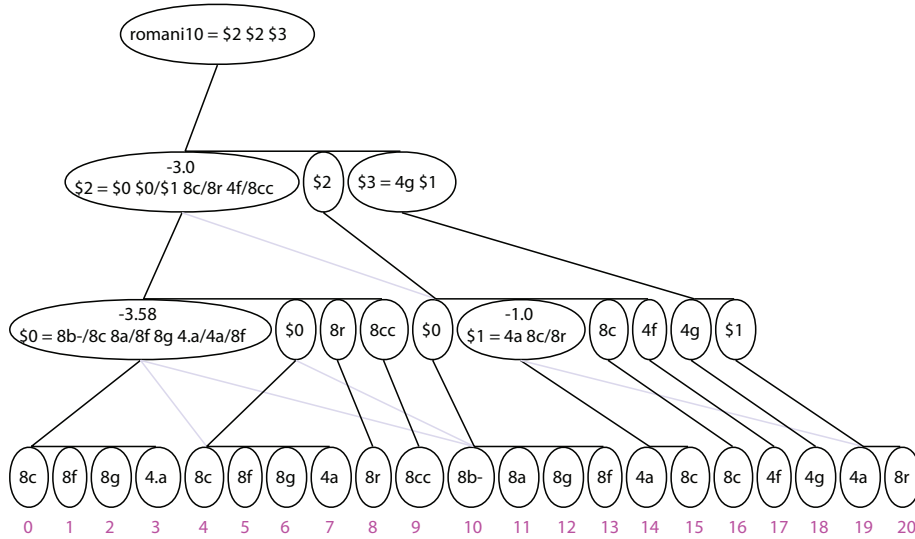 romani10 = $2 $2 $3
-3.0
$2 = $0 $0/$1 8c/8r 4f/8cc
$2
$3 = 4g $1
-3.58
$0 = 8b-/8c 8a/8f 8g 4.a/4a/8f
$0
8r
8cc
$0
-1.0
$1 = 4a 8c/8r
8c
4f
4g
$1
8c 8f 8g 4.a 8c 8f 8g 4a 8r 8cc 8b- 8a 8g 8f 4a 8c 8c 4f 4g 4a 8r
0 1 2 3 4 5 6 7 8 9 10 11 12 13 14 15 16 17 18 19 20